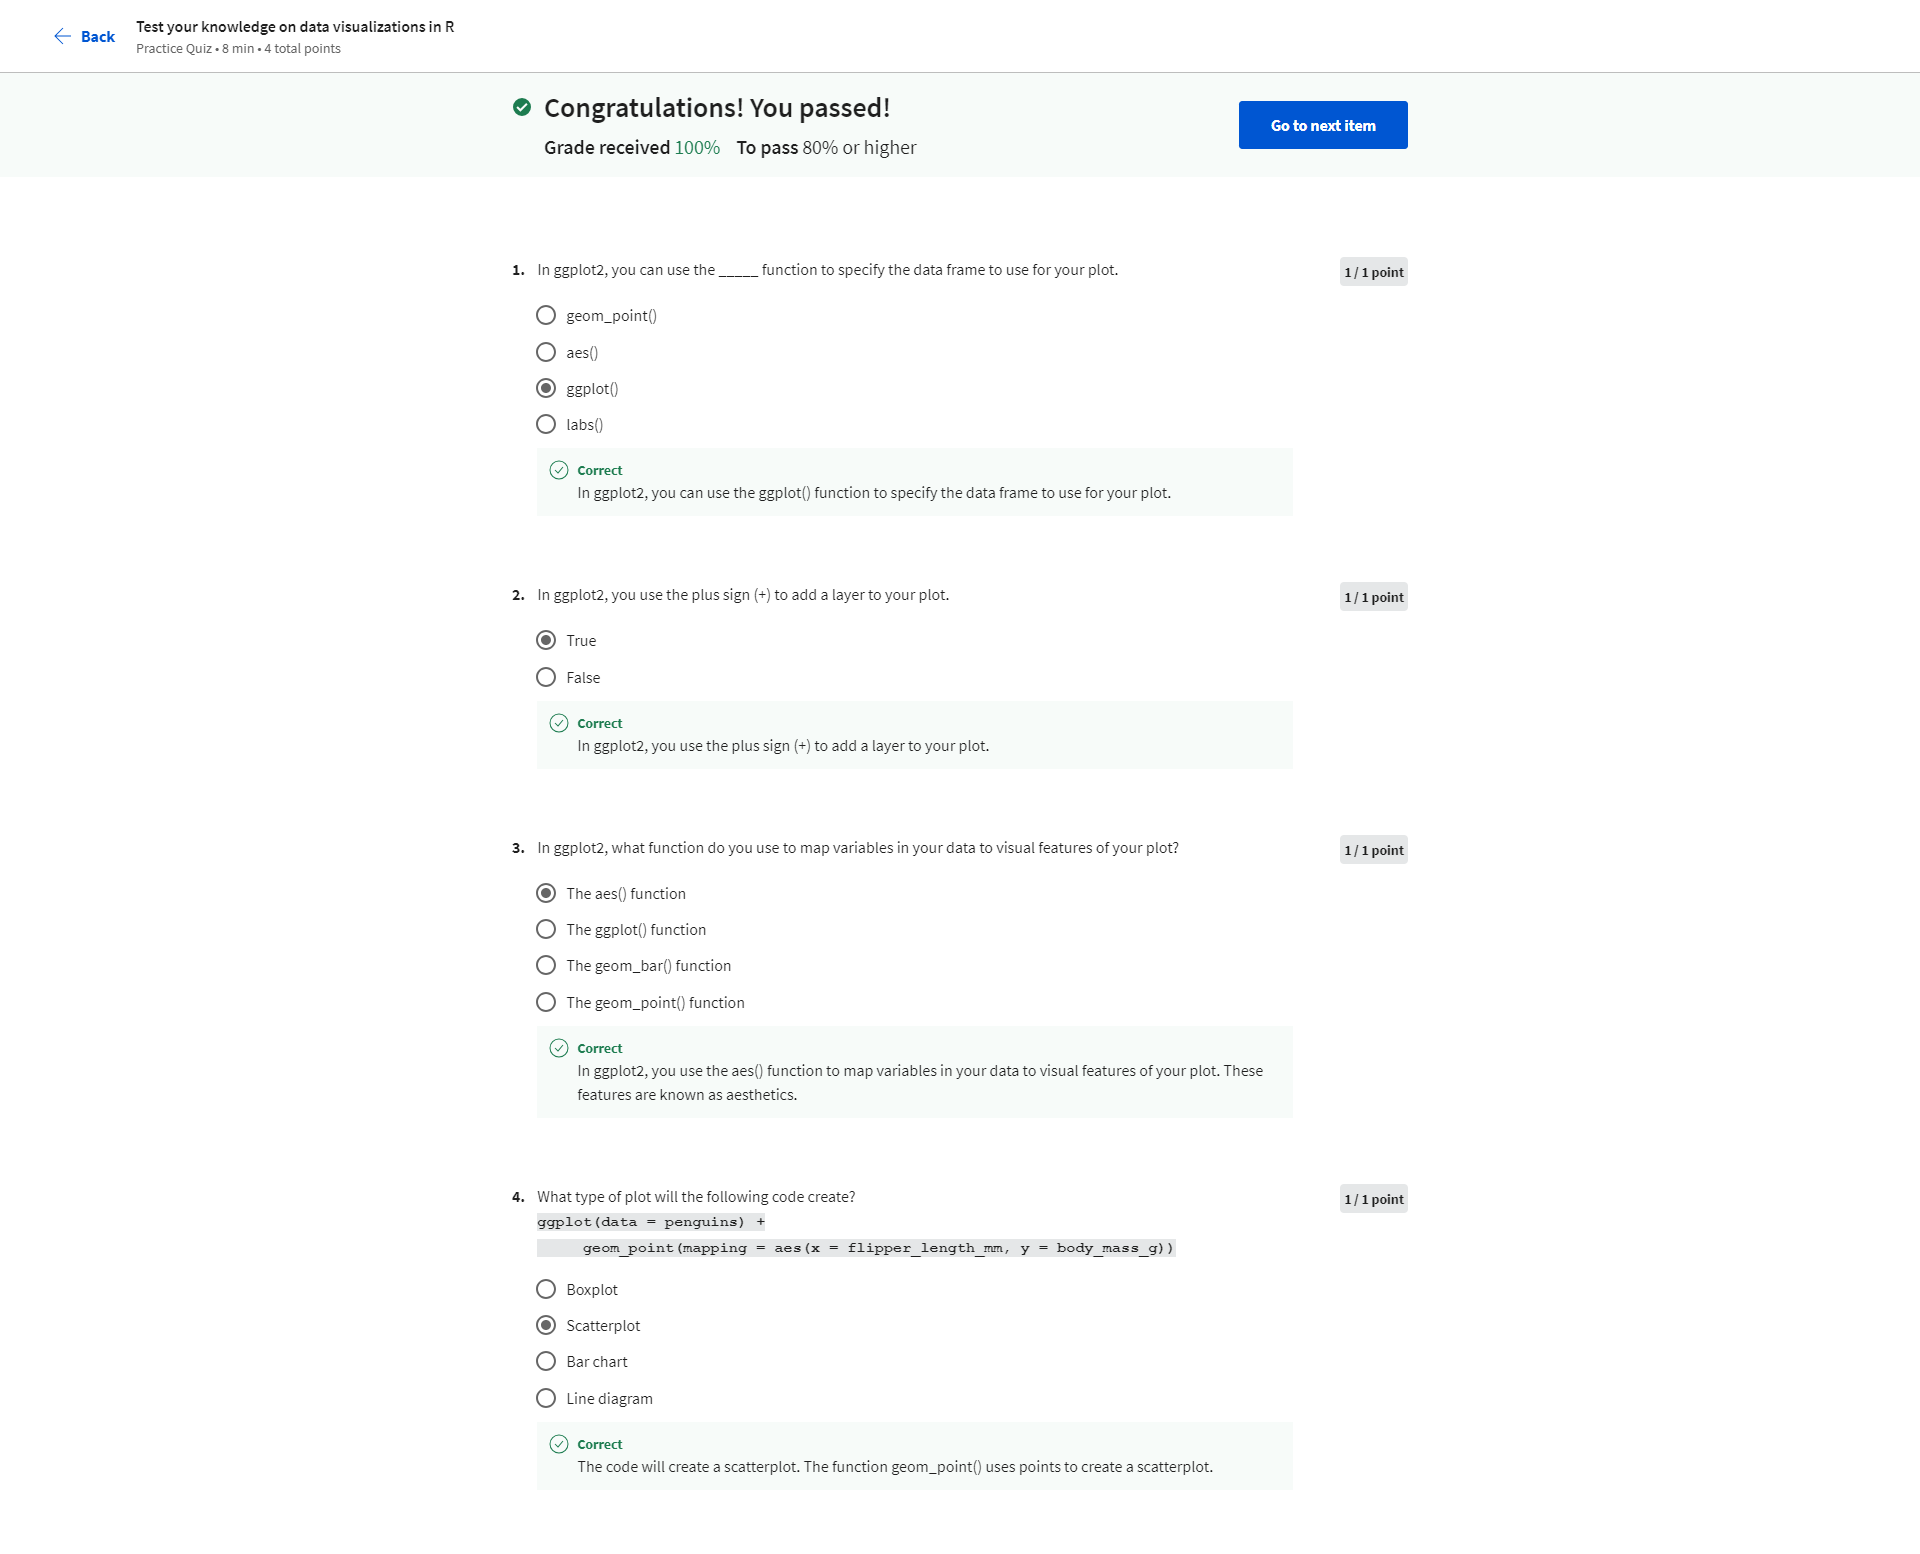 Back
Test your knowledge on data visualizations in R
Practice Quiz • 8 min • 4 total points
Congratulations! You passed!
Grade received 100% To pass 80% or higher
Go to next item
1. In ggplot2, you can use the _____ function to specify the data frame to use for your plot.
1 / 1 point
geom_point()
aes()
ggplot()
labs()
Correct
In ggplot2, you can use the ggplot() function to specify the data frame to use for your plot.
2. In ggplot2, you use the plus sign (+) to add a layer to your plot.
1 / 1 point
True
False
Correct
In ggplot2, you use the plus sign (+) to add a layer to your plot.
3. In ggplot2, what function do you use to map variables in your data to visual features of your plot?
1 / 1 point
The aes() function
The ggplot() function
The geom_bar() function
The geom_point() function
Correct
In ggplot2, you use the aes() function to map variables in your data to visual features of your plot. These
features are known as aesthetics.
4. What type of plot will the following code create?
1 / 1 point
ggplot(data = penguins) +
geom_point(mapping = aes(x = flipper_length_mm, y = body_mass_g))
Boxplot
Scatterplot
Bar chart
Line diagram
Correct
The code will create a scatterplot. The function geom_point() uses points to create a scatterplot.